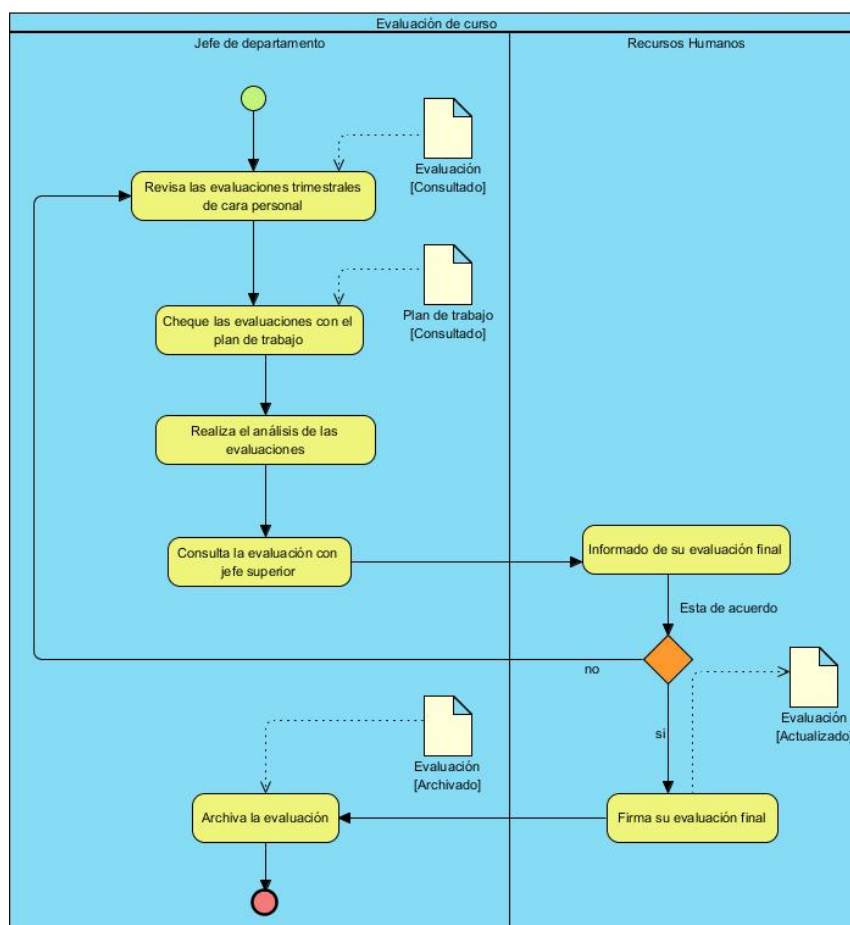 Evaluación de curso
Jefe de departamento
Recursos Humanos
Evaluación
[Consultado]
Revisa las evaluaciones trimestrales
de cara personal
Plan de trabajo
[Consultado]
Cheque las evaluaciones con el
plan de trabajo
Realiza el análisis de las
evaluaciones
Consulta la evaluación con
jefe superior
Informado de su evaluación final
Esta de acuerdo
no
si
Evaluación
[Actualizado]
Evaluación
[Archivado]
Archiva la evaluación
Firma su evaluación final